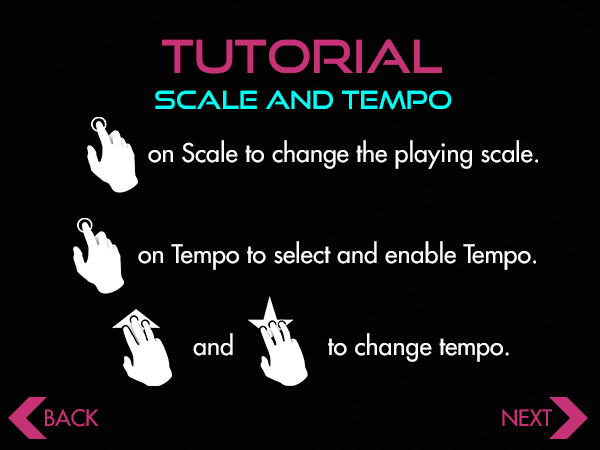 TUTORIAL
SCALE AND TEMPO
on Scale to change the playing scale.
on Tempo to select and enable Tempo.
and to change tempo.
BACK NEXT